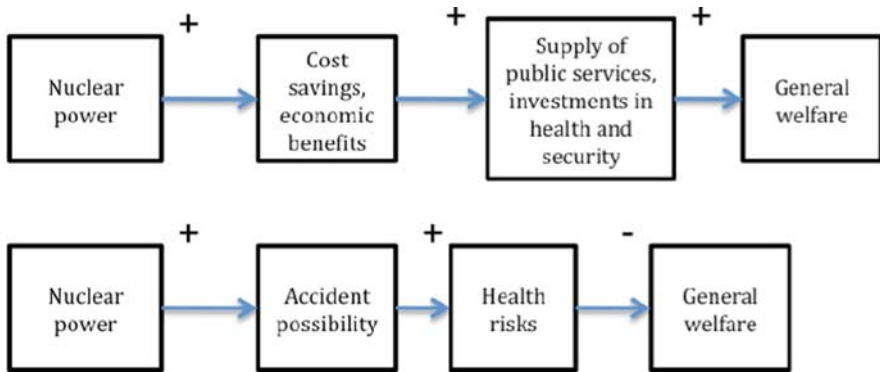 +
+
+
Nuclear
power
Cost
savings,
economic
benefits
Supply of
public services,
investments in
health and
security
General
welfare
+
+
-
Nuclear
power
Accident
possibility
Health
risks
General
welfare